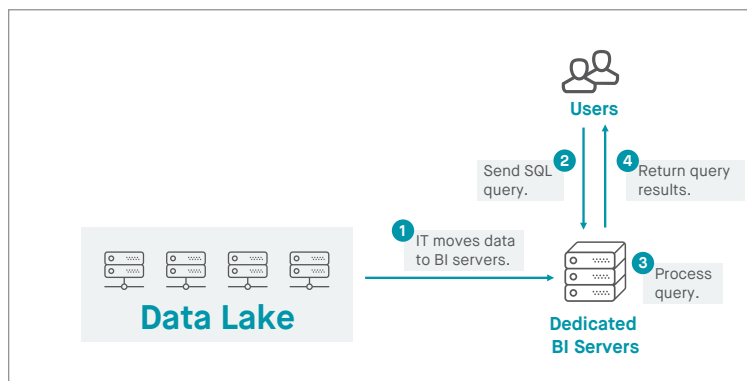 Users
2
Send SQL
query.
4
Return query
results.
1
IT moves data
to BI servers.
3
Process
query.
Data Lake
Dedicated
BI Servers